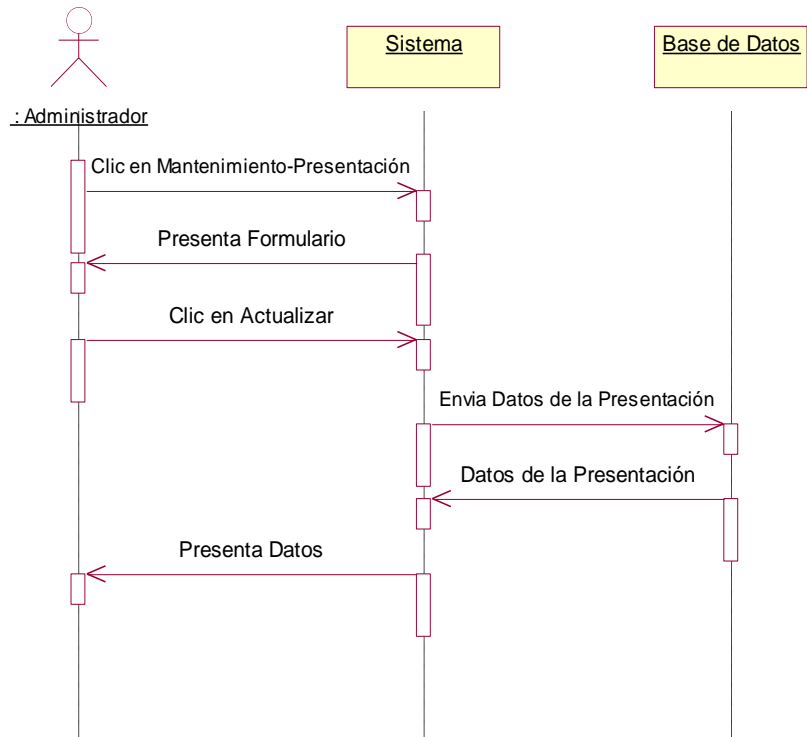 Sistema
Base de Datos
: Administrador
Clic en Mantenimiento-Presentación
Presenta Formulario
Clic en Actualizar
Envia Datos de la Presentación
Datos de la Presentación
Presenta Datos